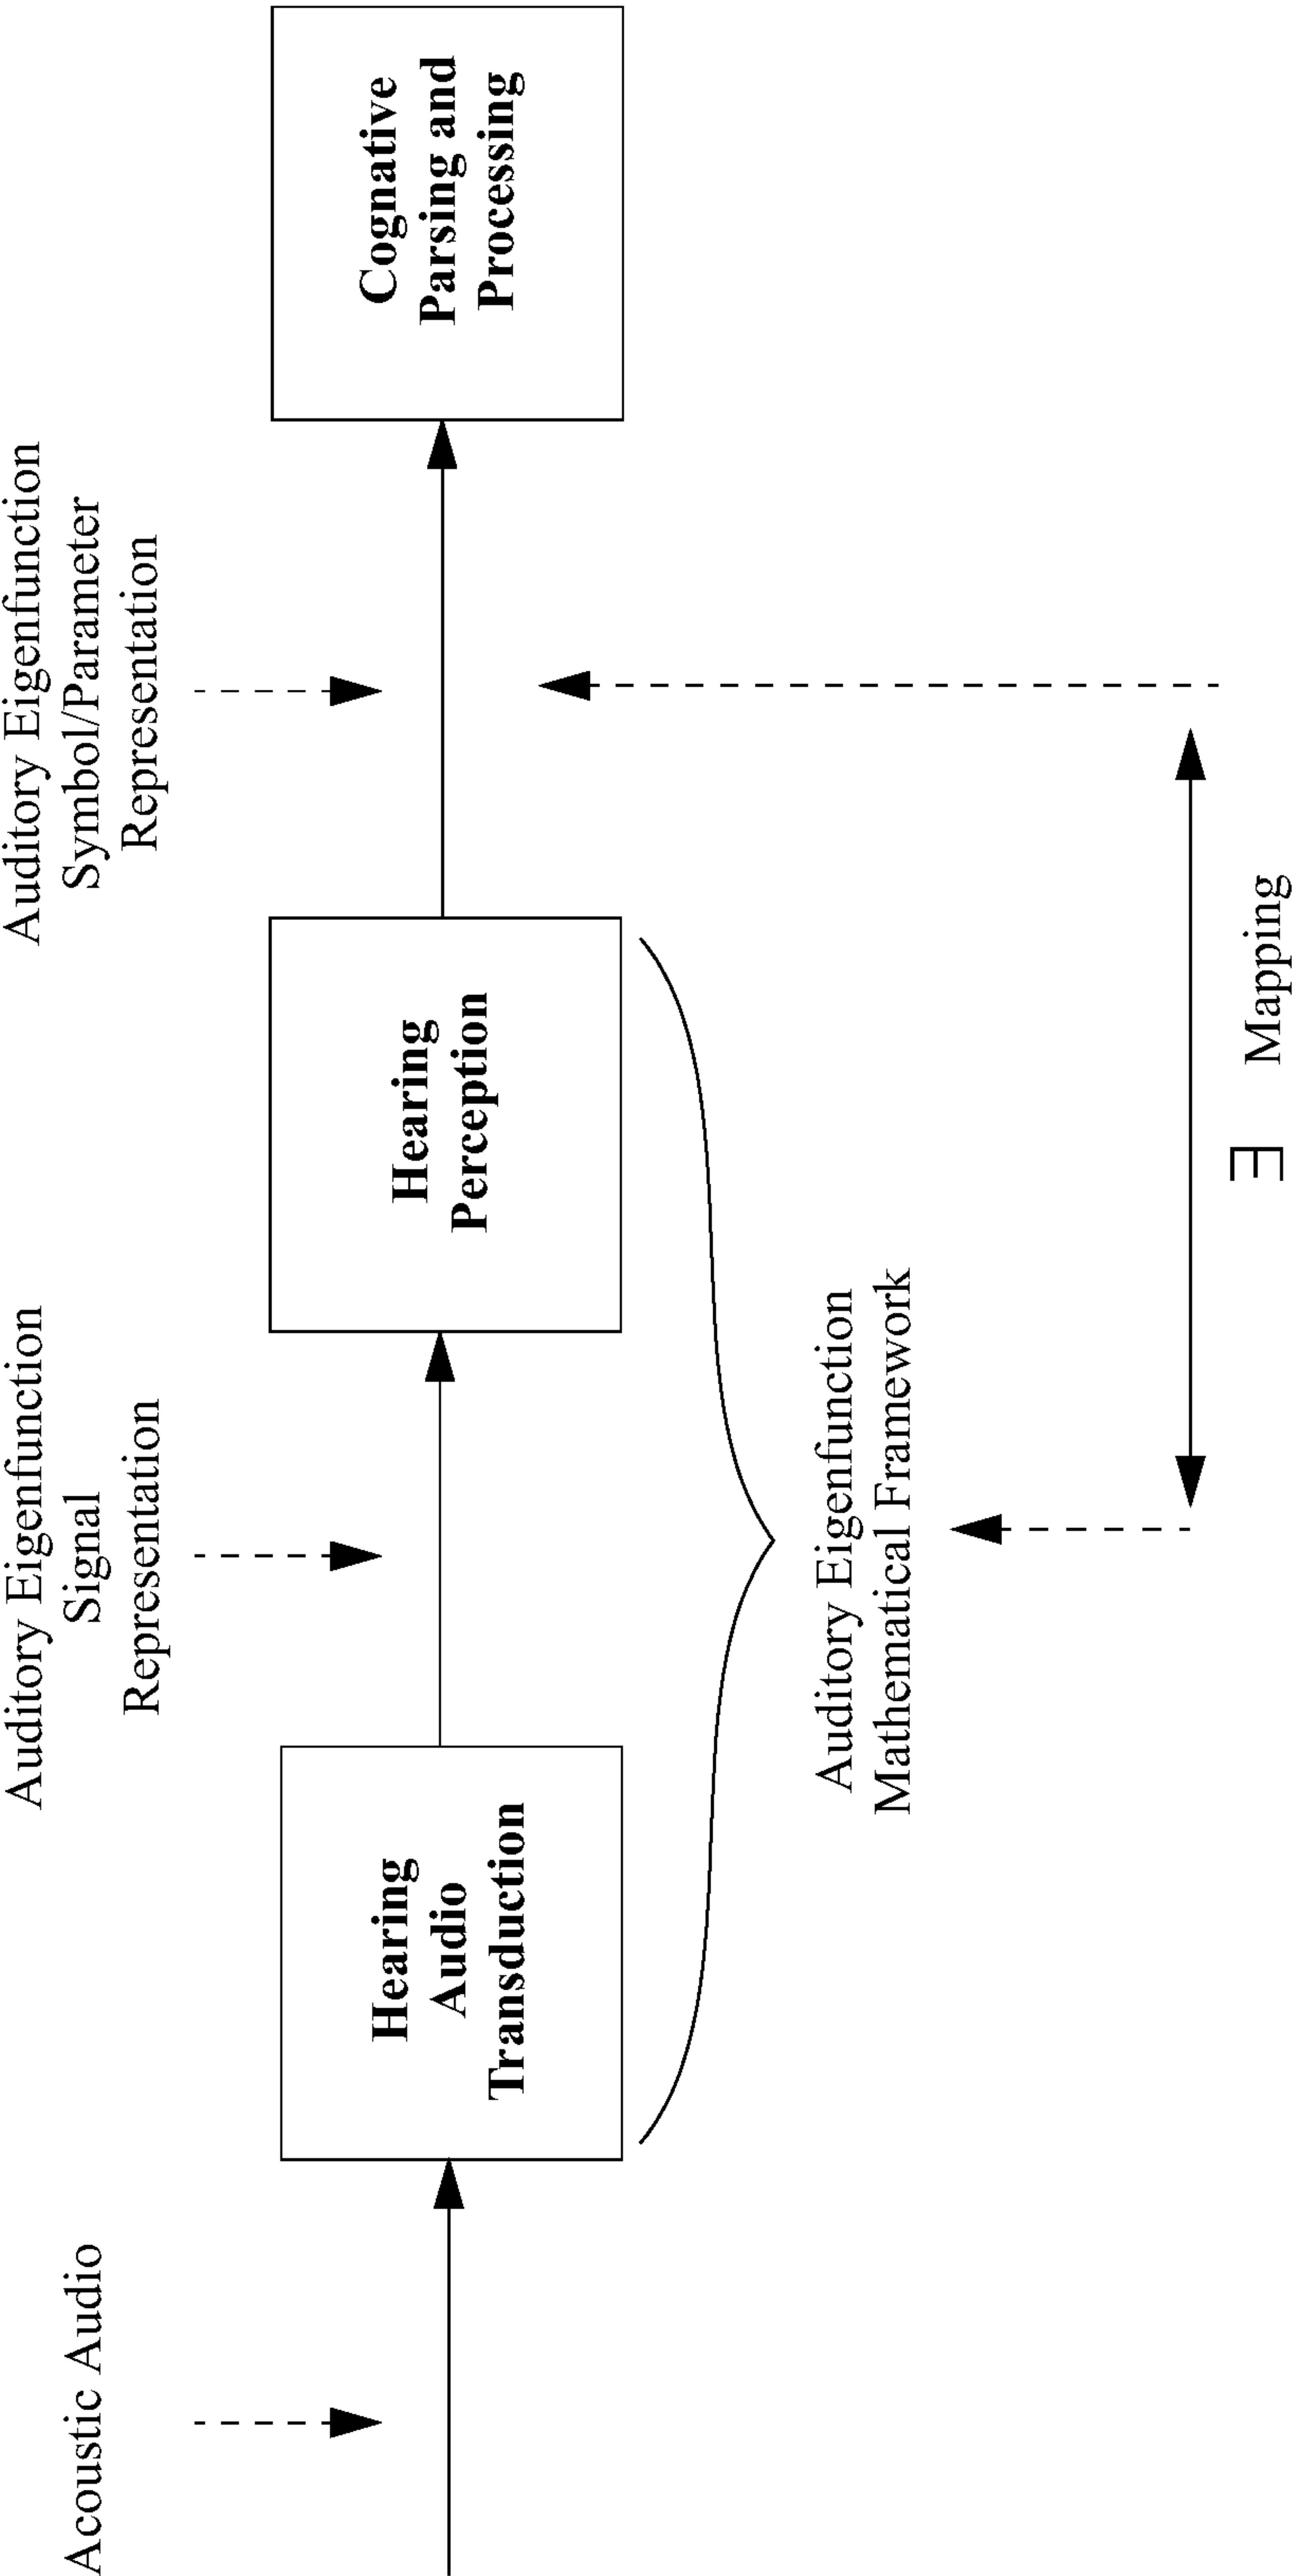 Acoustic Audio
Auditory Eigenfunction
Signal
Representation
Auditory Eigenfunction
Symbol/Parameter
Representation
Hearing
Audio
Transduction
Hearing
Perception
Cognative
Parsing and
Processing
Auditory Eigenfunction
Mathematical Framework
∃ Mapping